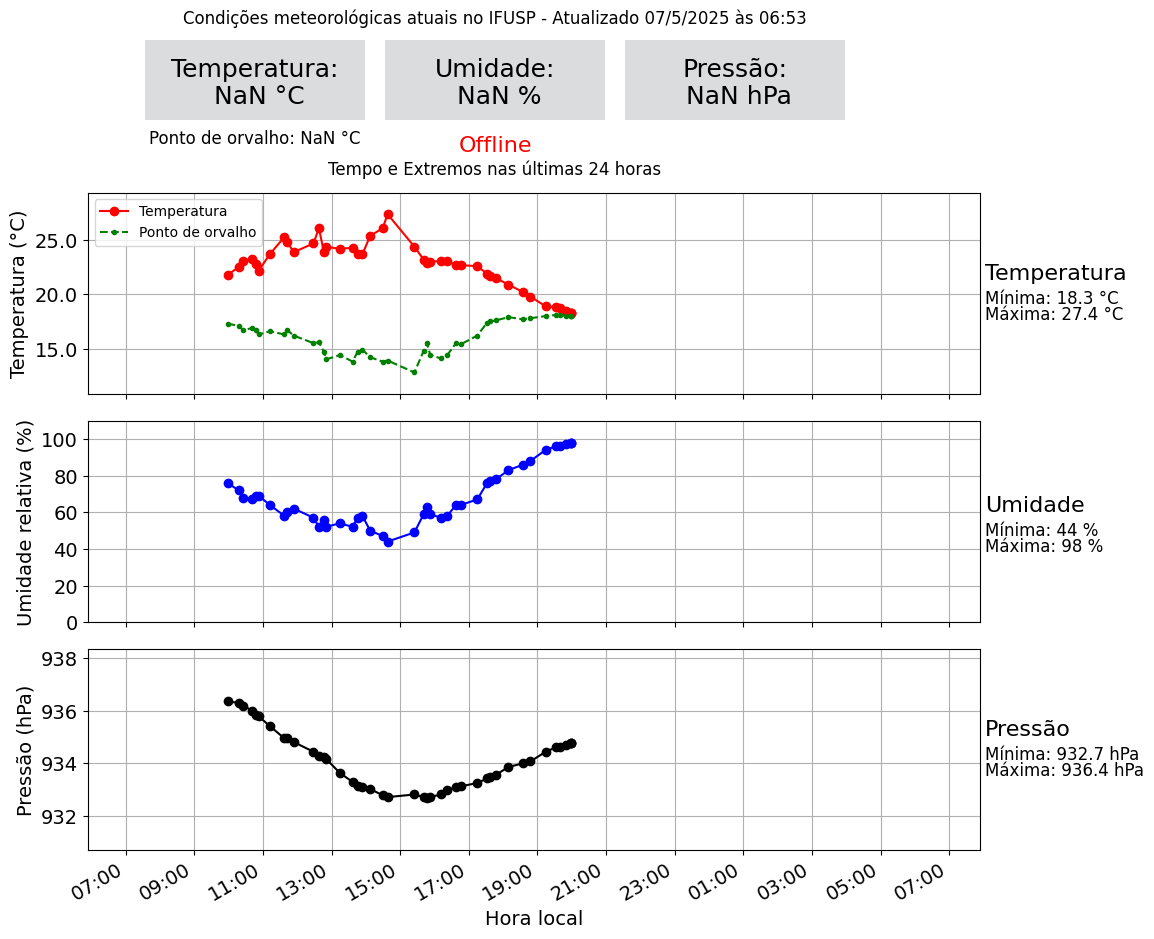 Condições meteorológicas atuais no IFUSP - Atualizado 07/5/2025 às 06:53
Temperatura:
NaN °C
Umidade:
NaN %
Pressão:
NaN hPa
Ponto de orvalho: NaN °C
Offline
Tempo e Extremos nas últimas 24 horas
Temperatura (°C)
25.0
20.0
15.0
Temperatura
Ponto de orvalho
Temperatura
Mínima: 18.3 °C
Máxima: 27.4 °C
Umidade relativa (%)
100
80
60
40
20
0
Umidade
Mínima: 44 %
Máxima: 98 %
Pressão (hPa)
938
936
934
932
Pressão
Mínima: 932.7 hPa
Máxima: 936.4 hPa
07:00 09:00 11:00 13:00 15:00 17:00 19:00 21:00 23:00 01:00 03:00 05:00 07:00
Hora local